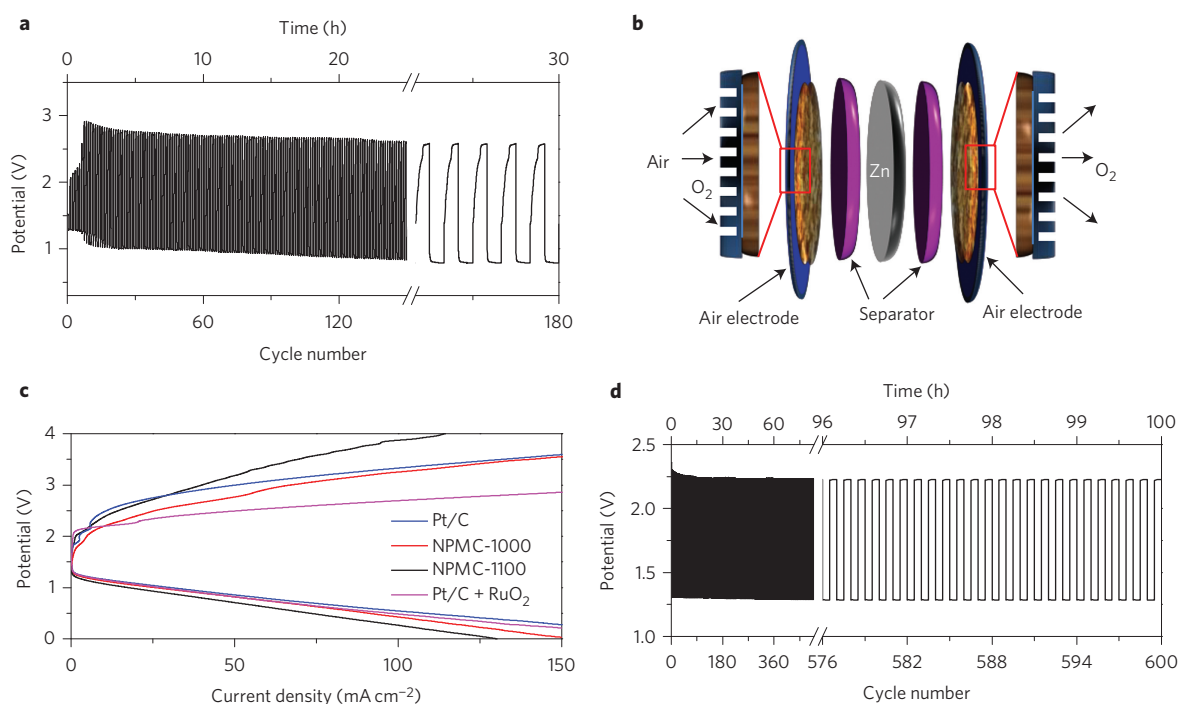 a
Time (h)
0 10 20 30
3
2
1
Potential (V)
0 60 120 180
Cycle number
b
Air
O₂
Zn
O₂
Air electrode
Separator
Air electrode
c
4
3
2
1
0
Potential (V)
Pt/C
NPMC-1000
NPMC-1100
Pt/C + RuO₂
0 50 100 150
Current density (mA cm⁻²)
d
Time (h)
0 30 60 96 97 98 99 100
2.5
2.0
1.5
1.0
Potential (V)
0 180 360 576 582 588 594 600
Cycle number